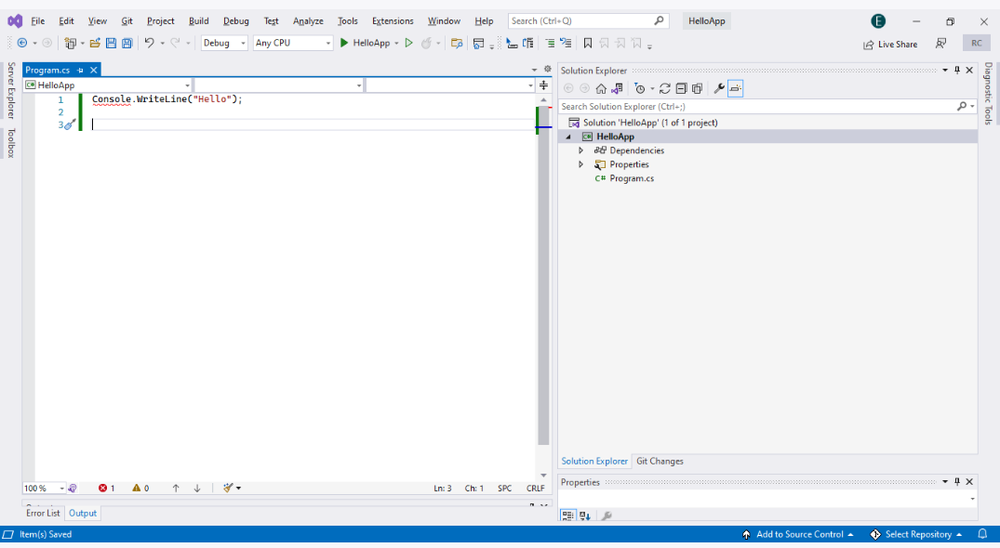 File Edit View Git Project Build Debug Test Analyze Tools Extensions Window Help Search (Ctrl+Q) HelloApp E
Debug Any CPU HelloApp Live Share RC
Server Explorer
Toolbox
Program.cs
HelloApp
1 Console.WriteLine("Hello");
2
3
100 % 1 0 Ln: 3 Ch: 1 SPC CRLF
Error List Output
Solution Explorer
Search Solution Explorer (Ctrl+;)
Solution 'HelloApp' (1 of 1 project)
C# HelloApp
Dependencies
Properties
C# Program.cs
Solution Explorer Git Changes
Properties
Diagnostic Tools
Item(s) Saved Add to Source Control Select Repository